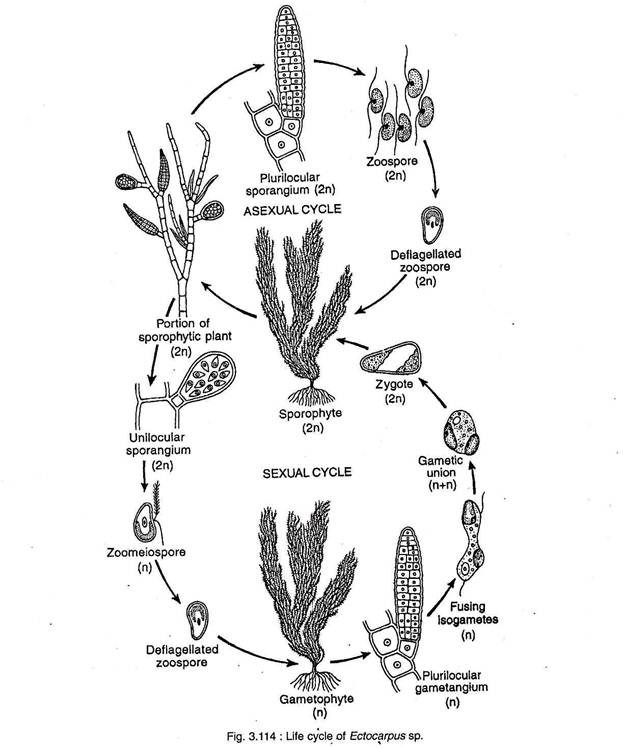 Plurilocular
sporangium (2n)
Zoospore
(2n)
ASEXUAL CYCLE
Deflagellated
zoospore
(2n)
Portion of
sporophytic plant
(2n)
Zygote
(2n)
Sporophyte
(2n)
Unilocular
sporangium
(2n)
Gametic
union
(n+n)
SEXUAL CYCLE
Zoomeiospore
(n)
Fusing
Isogametes
(n)
Deflagellated
zoospore
Plurilocular
gametangium
(n)
Gametophyte
(n)
Fig. 3.114 : Life cycle of Ectocarpus sp.